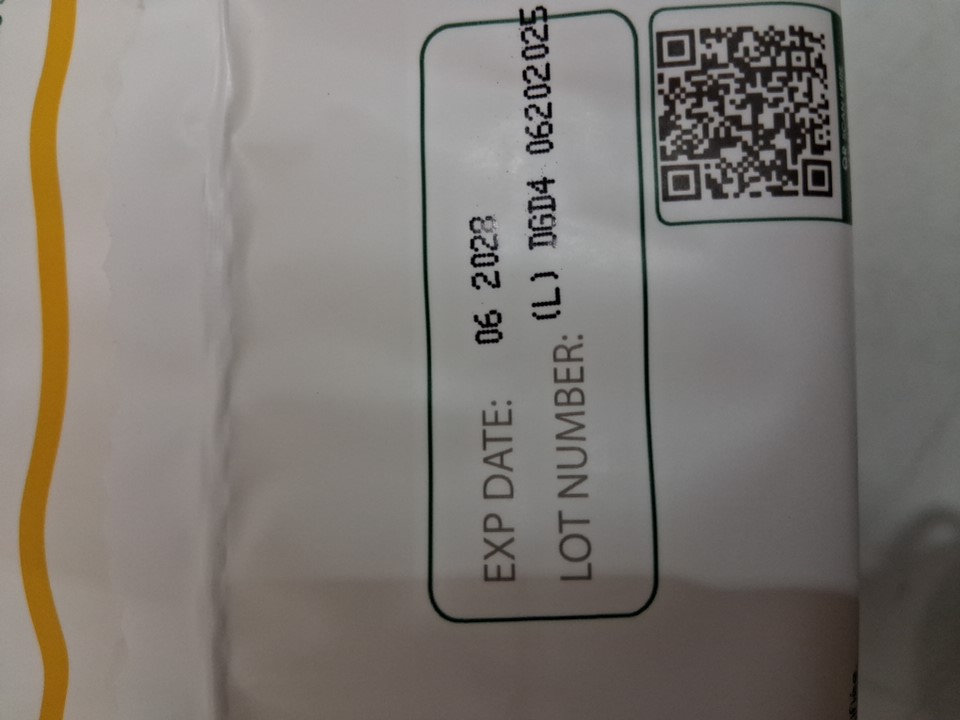 EXP DATE: 06 2028
LOT NUMBER: (L) DGD4 06202025